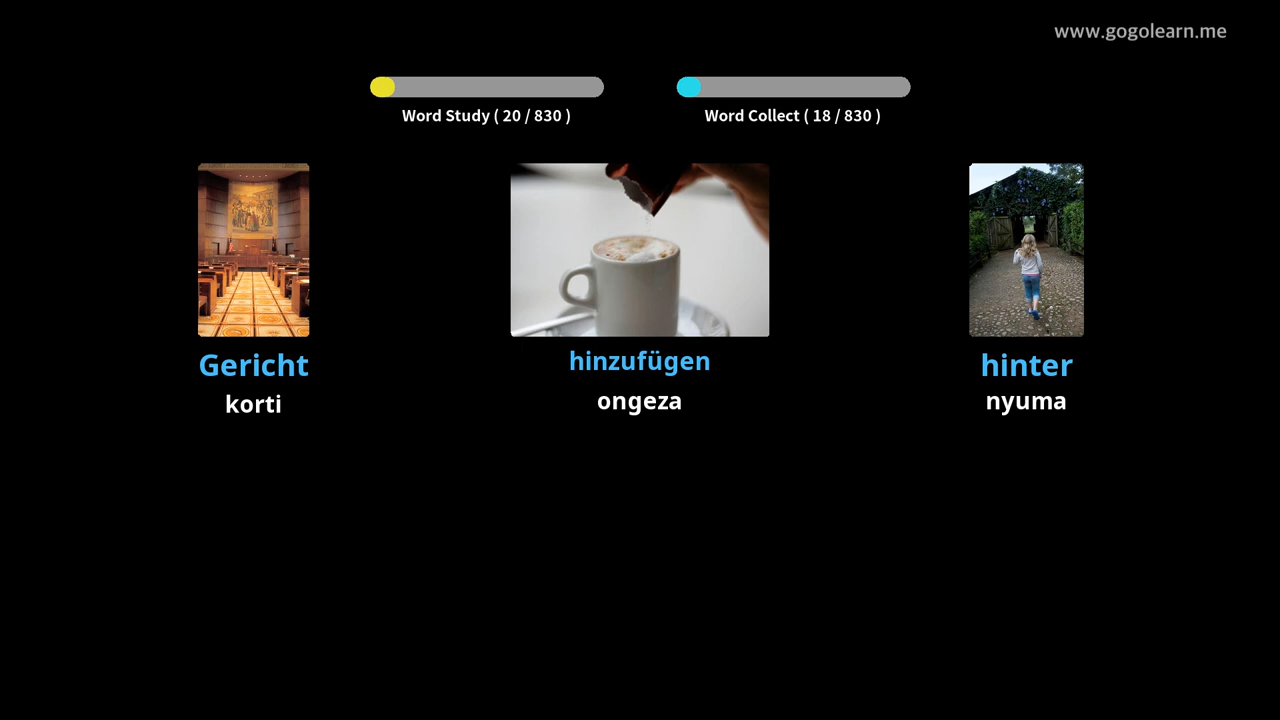 www.gogolearn.me
Word Study ( 20 / 830 )
Word Collect ( 18 / 830 )
Gericht
korti
hinzufügen
ongeza
hinter
nyuma